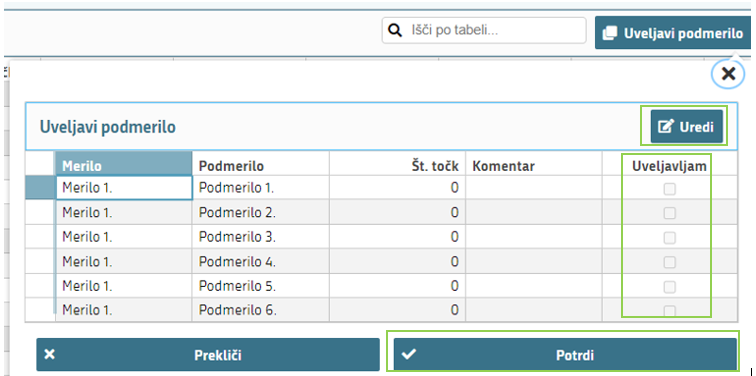 Išči po tabeli... Uveljavi podmerilo
Uveljavi podmerilo Uredi
Merilo Podmerilo Št. točk Komentar Uveljavljam
Merilo 1. Podmerilo 1. 0
Merilo 1. Podmerilo 2. 0
Merilo 1. Podmerilo 3. 0
Merilo 1. Podmerilo 4. 0
Merilo 1. Podmerilo 5. 0
Merilo 1. Podmerilo 6. 0
Prekliči Potrdi